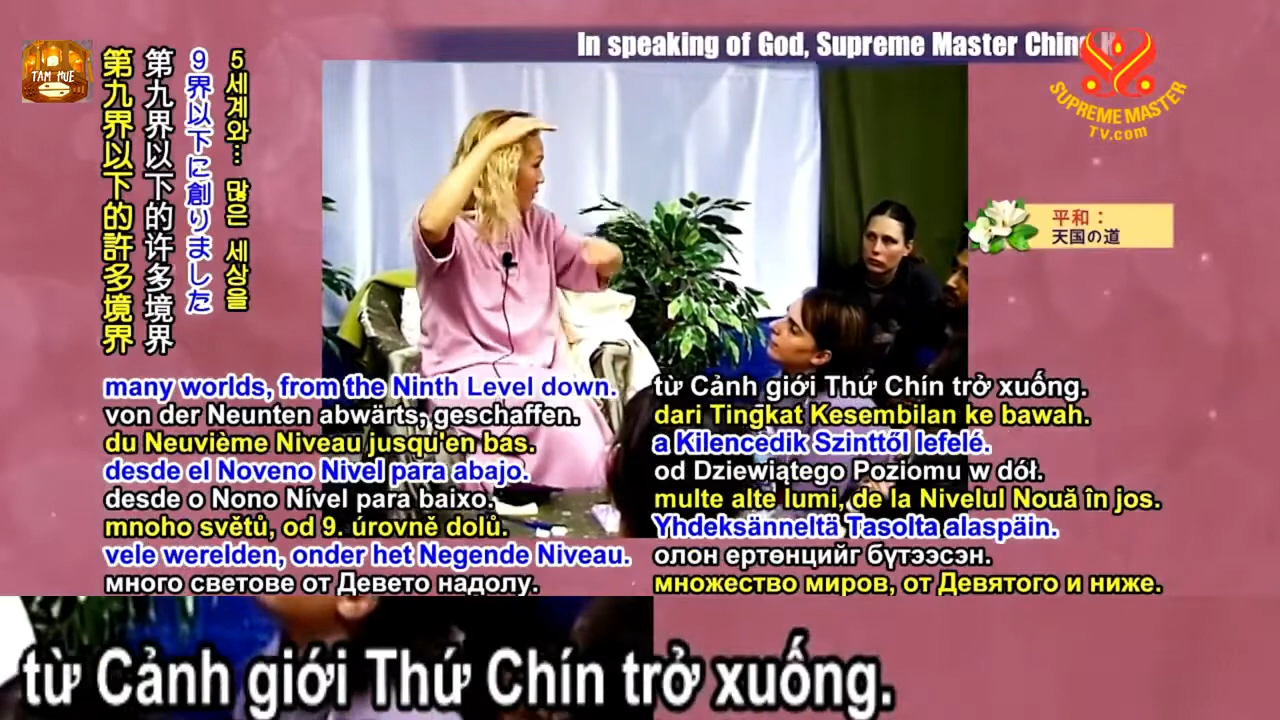 In speaking of God, Supreme Master Ching H
TÂM HUỆ
SUPREME MASTER
TV.com
第九界以下的許多境界
第九界以下的许多境界
9界以下に創りました
5세계와... 많은 세상을
平和：
天国の道
many worlds, from the Ninth Level down.
von der Neunten abwärts, geschaffen.
du Neuvième Niveau jusqu'en bas.
desde el Noveno Nivel para abajo.
desde o Nono Nível para baixo.
mnoho světů, od 9. úrovně dolů.
vele werelden, onder het Negende Niveau.
много светове от Девето надолу.
từ Cảnh giới Thứ Chín trở xuống.
dari Tingkat Kesembilan ke bawah.
a Kilencedik Szinttől lefelé.
od Dziewiątego Poziomu w dół.
multe alte lumi, de la Nivelul Nouă în jos.
Yhdeksänneltä Tasolta alaspäin.
олон ертөнцийг бүтээсэн.
множество миров, от Девятого и ниже.
từ Cảnh giới Thứ Chín trở xuống.